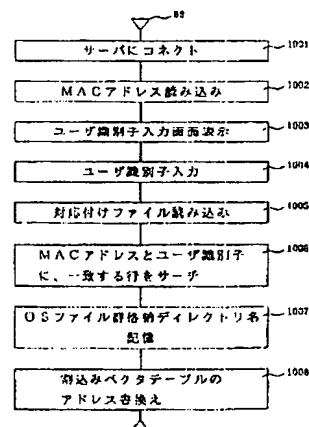 89
サーバにコネクト
1001
MACアドレス読み込み
1002
ユーザ識別子入力画面表示
1003
ユーザ識別子入力
1004
対応付けファイル読み込み
1005
MACアドレスとユーザ識別子
に、一致する行をサーチ
1006
OSファイル群格納ディレクトリ名
記憶
1007
割込みベクタテーブルの
アドレス書換え
1008